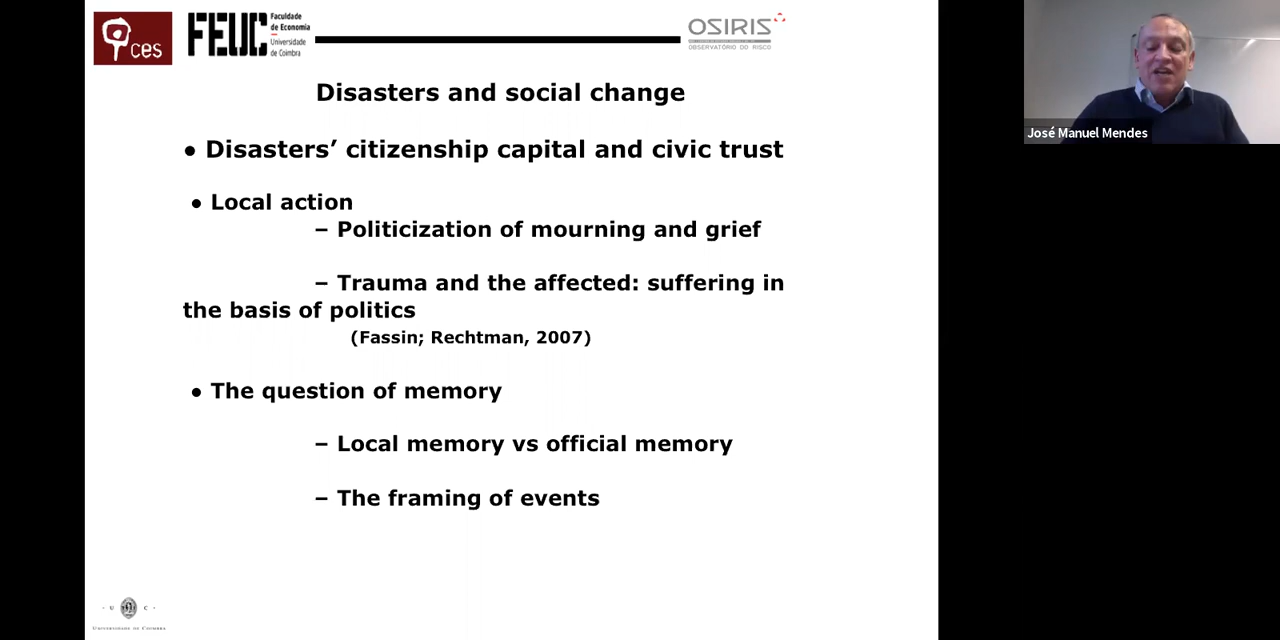 ces
FEUC
Faculdade
de Economia
Universidade
de Coimbra
OSIRIS
OBSERVATÓRIO DO RISCO
José Manuel Mendes
Disasters and social change
● Disasters’ citizenship capital and civic trust
● Local action
– Politicization of mourning and grief
– Trauma and the affected: suffering in
the basis of politics
(Fassin; Rechtman, 2007)
● The question of memory
– Local memory vs official memory
– The framing of events
· U C ·
UNIVERSIDADE DE COIMBRA